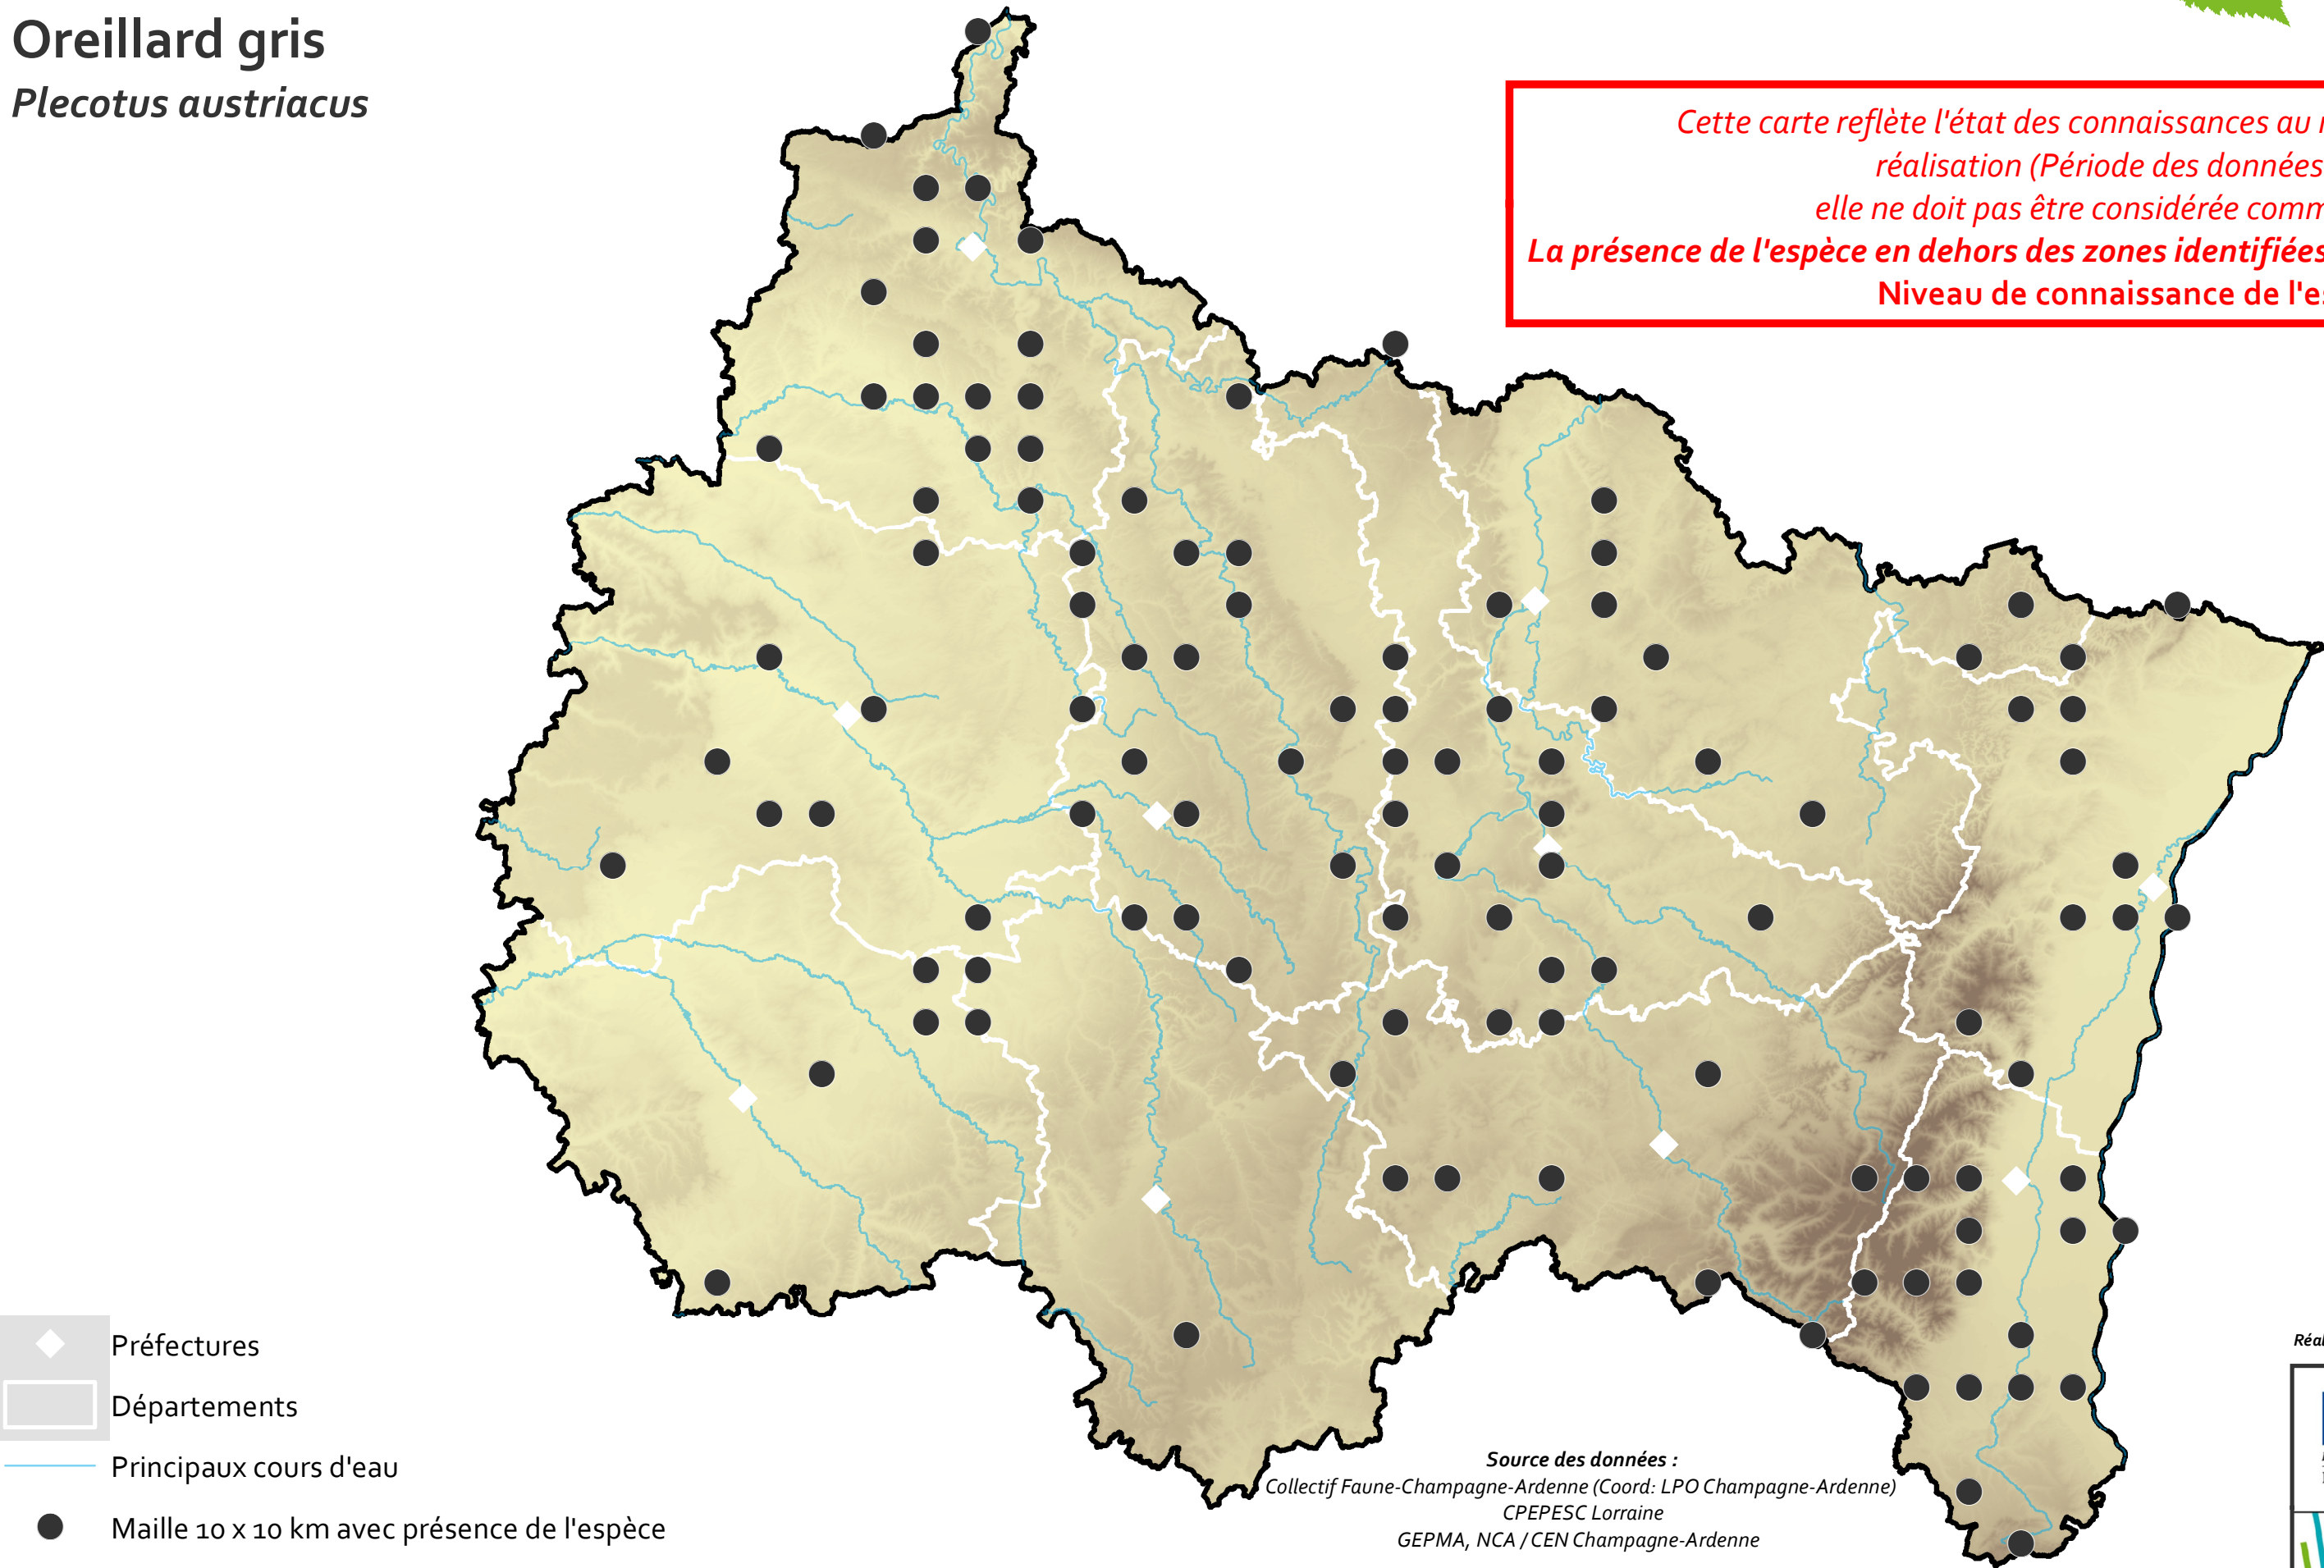 Oreillard gris
Plecotus austriacus
Cette carte reflète l'état des connaissances au
réalisation (Période des données
elle ne doit pas être considérée comm
La présence de l'espèce en dehors des zones identifiées
Niveau de connaissance de l'es
Préfectures
Départements
Principaux cours d'eau
Maille 10 x 10 km avec présence de l'espèce
Source des données :
Collectif Faune-Champagne-Ardenne (Coord: LPO Champagne-Ardenne)
CPEPESC Lorraine
GEPMA, NCA / CEN Champagne-Ardenne
Réal